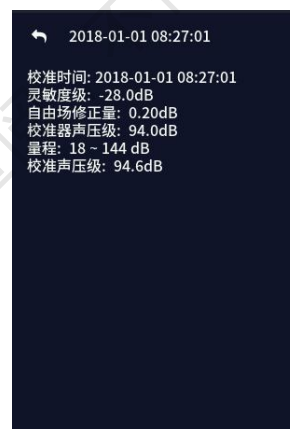 2018-01-01 08:27:01
校准时间: 2018-01-01 08:27:01
灵敏度级: -28.0dB
自由场修正量: 0.20dB
校准器声压级: 94.0dB
量程: 18 ~ 144 dB
校准声压级: 94.6dB